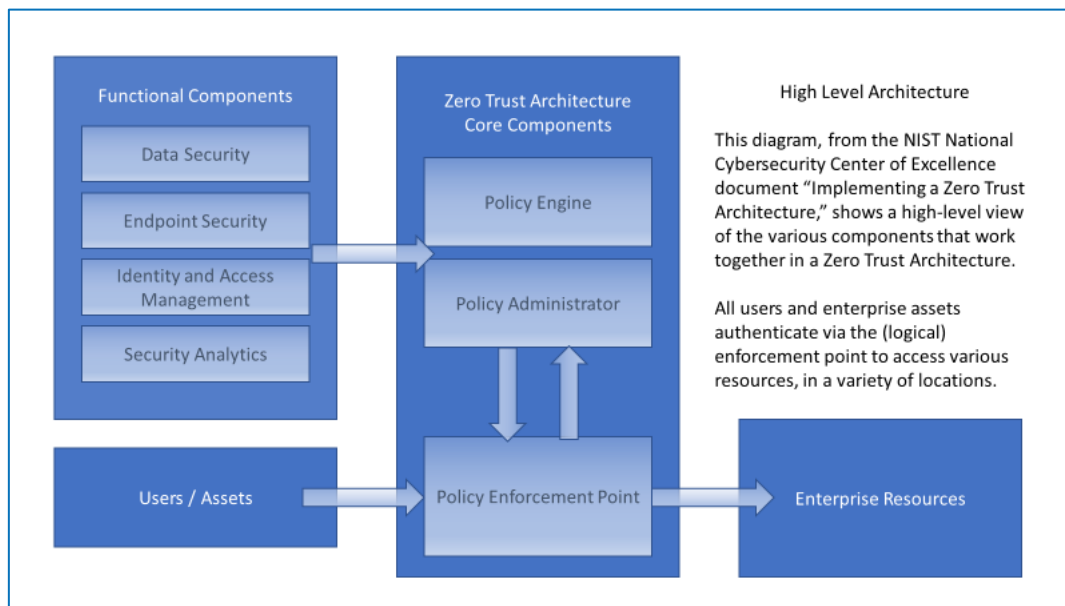 Functional Components
Data Security
Endpoint Security
Identity and Access
Management
Security Analytics
Users / Assets
Zero Trust Architecture
Core Components
Policy Engine
Policy Administrator
Policy Enforcement Point
High Level Architecture
This diagram, from the NIST National
Cybersecurity Center of Excellence
document “Implementing a Zero Trust
Architecture,” shows a high-level view
of the various components that work
together in a Zero Trust Architecture.
All users and enterprise assets
authenticate via the (logical)
enforcement point to access various
resources, in a variety of locations.
Enterprise Resources